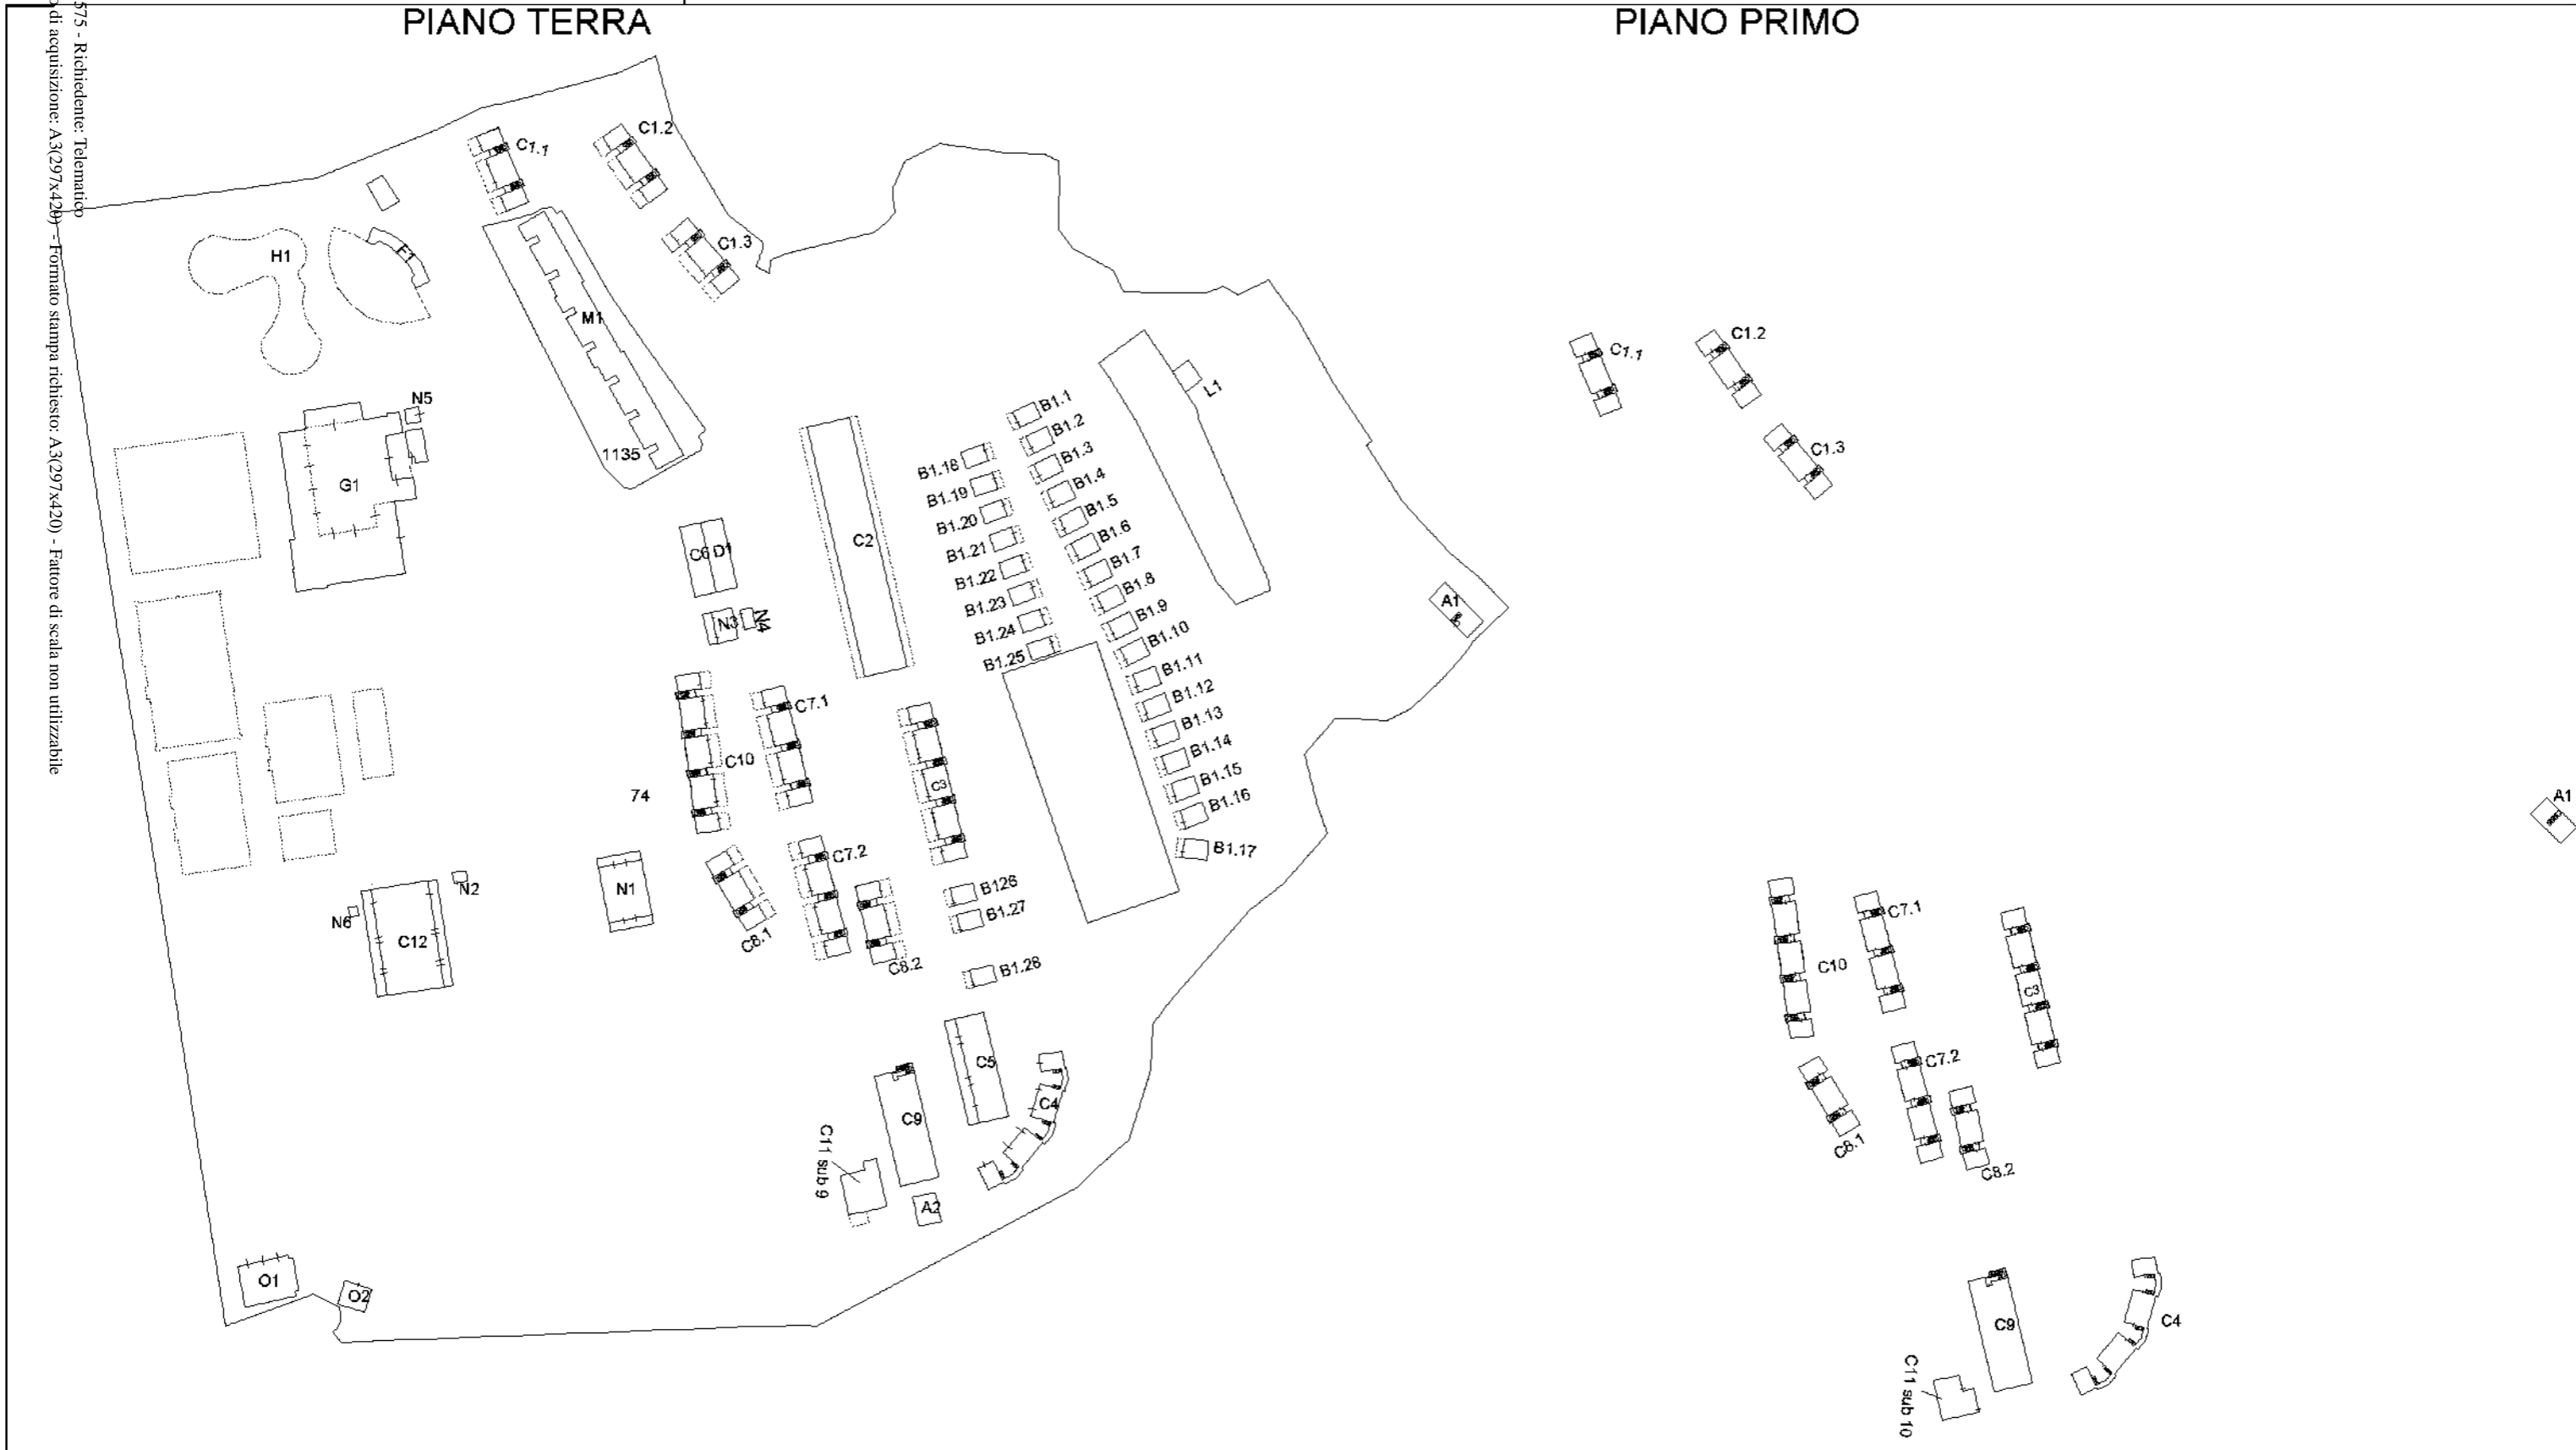 PIANO TERRA
PIANO PRIMO
575 - Richiedente: Telematico
di acquisizione: A3(297x420) - Formato stampa richiesto: A3(297x420) - Fattore di scala non utilizzabile
C1.1
C1.2
C1.3
H1
F1
M1
1135
N5
G1
C6
D1
N3
N4
C2
L1
B1.1
B1.2
B1.3
B1.4
B1.5
B1.6
B1.7
B1.8
B1.9
B1.10
B1.11
B1.12
B1.13
B1.14
B1.15
B1.16
B1.17
B1.18
B1.19
B1.20
B1.21
B1.22
B1.23
B1.24
B1.25
A1
C7.1
C10
C3
74
C7.2
N1
N2
N6
C12
C8.1
C8.2
B126
B1.27
B1.28
C5
C4
C9
C11 sub 9
A2
O1
O2
C1.1
C1.2
C1.3
A1
C7.1
C10
C3
C7.2
C8.1
C8.2
C9
C4
C11 sub 10